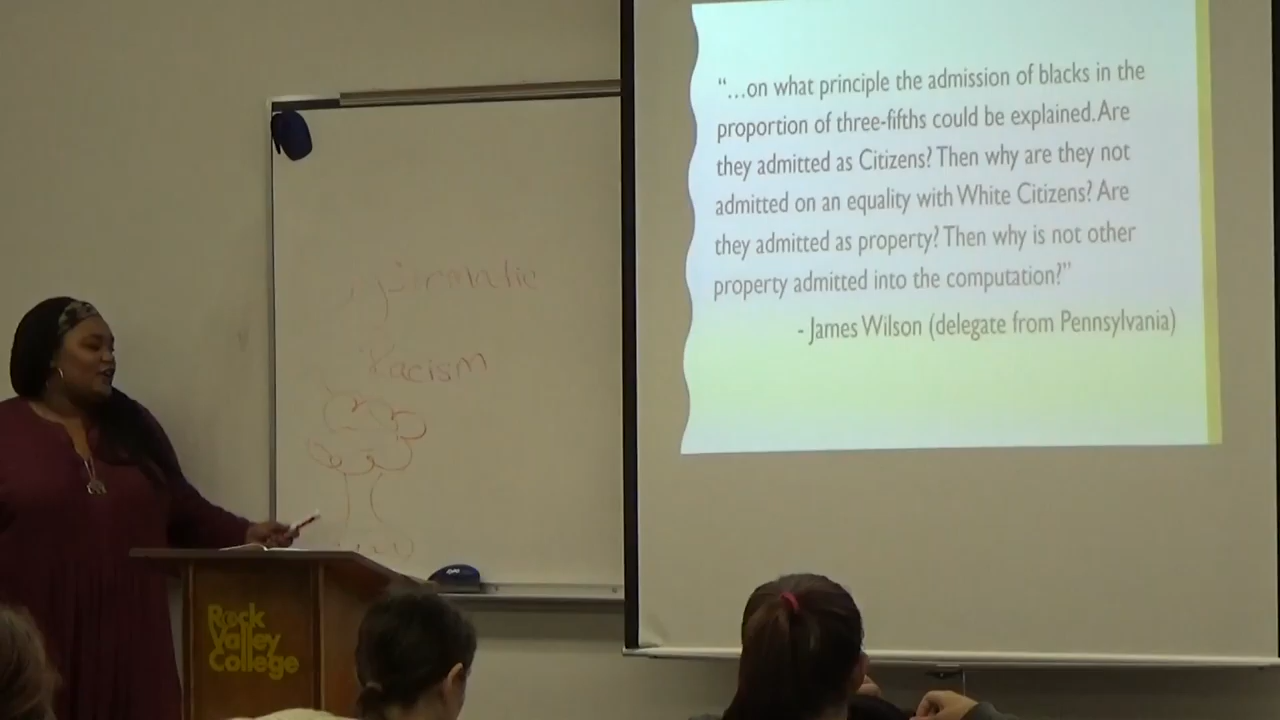 Systematic
Racism
Rock
Valley
College
“...on what principle the admission of blacks in the
proportion of three-fifths could be explained. Are
they admitted as Citizens? Then why are they not
admitted on an equality with White Citizens? Are
they admitted as property? Then why is not other
property admitted into the computation?”
- James Wilson (delegate from Pennsylvania)